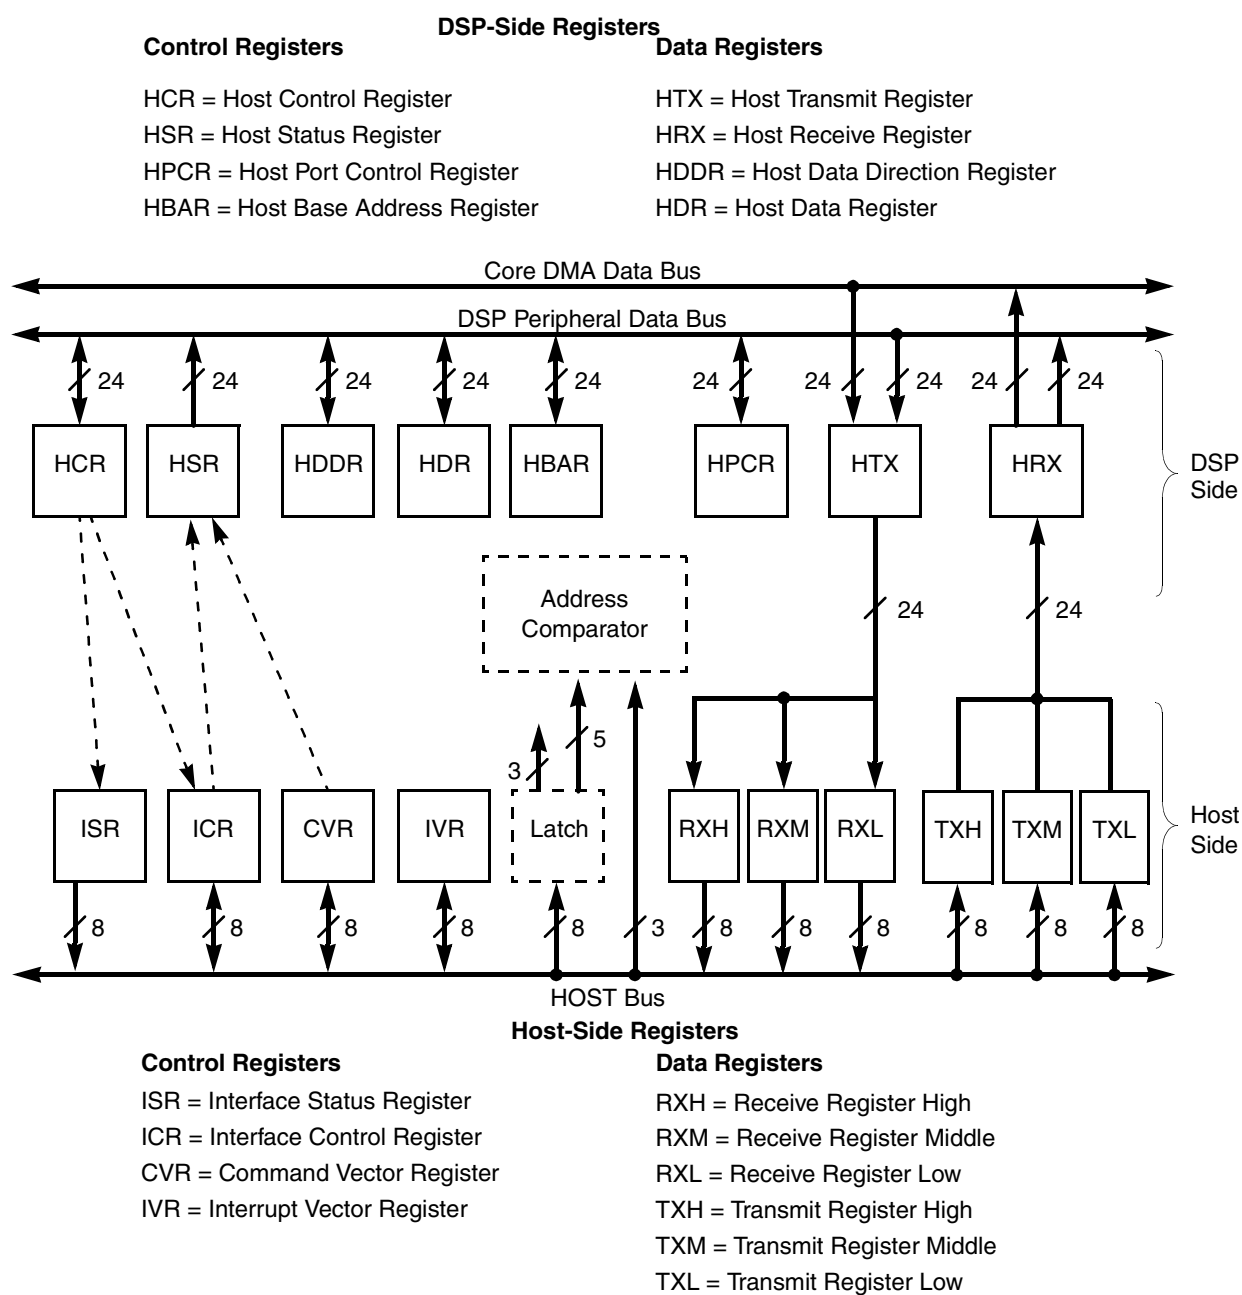 DSP-Side Registers
Control Registers
Data Registers
HCR = Host Control Register
HTX = Host Transmit Register
HSR = Host Status Register
HRX = Host Receive Register
HPCR = Host Port Control Register
HDDR = Host Data Direction Register
HBAR = Host Base Address Register
HDR = Host Data Register
Core DMA Data Bus
DSP Peripheral Data Bus
24 24 24 24 24 24 24 24 24 24
HCR HSR HDDR HDR HBAR HPCR HTX HRX
DSP
Side
Address
Comparator
24 24
5
3
ISR ICR CVR IVR Latch RXH RXM RXL TXH TXM TXL
Host
Side
8 8 8 8 8 3 8 8 8 8 8 8
HOST Bus
Host-Side Registers
Control Registers
Data Registers
ISR = Interface Status Register
RXH = Receive Register High
ICR = Interface Control Register
RXM = Receive Register Middle
CVR = Command Vector Register
RXL = Receive Register Low
IVR = Interrupt Vector Register
TXH = Transmit Register High
TXM = Transmit Register Middle
TXL = Transmit Register Low